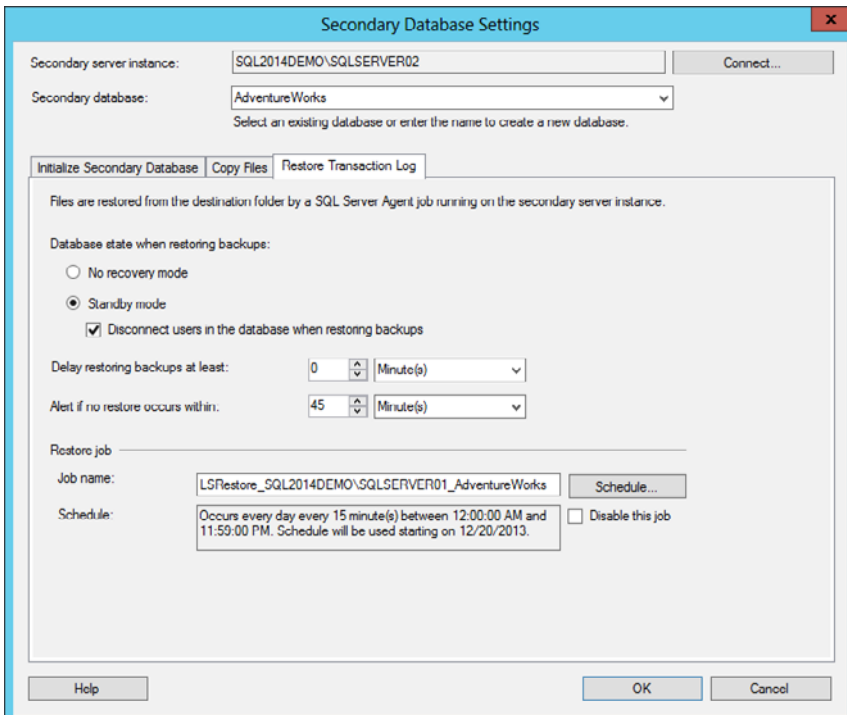 Secondary Database Settings
x
Secondary server instance: SQL2014DEMO\SQLSERVER02 Connect...
Secondary database: AdventureWorks
Select an existing database or enter the name to create a new database.
Initialize Secondary Database Copy Files Restore Transaction Log
Files are restored from the destination folder by a SQL Server Agent job running on the secondary server instance.
Database state when restoring backups:
No recovery mode
Standby mode
Disconnect users in the database when restoring backups
Delay restoring backups at least: 0 Minute(s)
Alert if no restore occurs within: 45 Minute(s)
Restore job
Job name: LSRestore_SQL2014DEMO\SQLSERVER01_AdventureWorks Schedule...
Schedule: Occurs every day every 15 minute(s) between 12:00:00 AM and Disable this job
11:59:00 PM. Schedule will be used starting on 12/20/2013.
Help OK Cancel